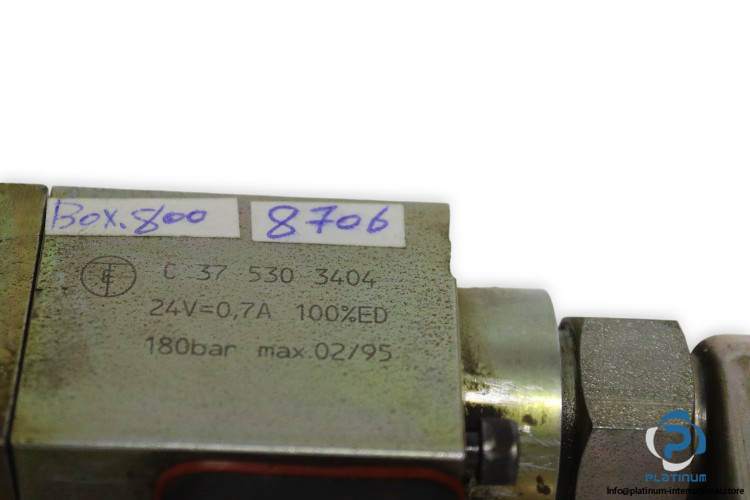 Box.800 8706
C 37 530 3404
24V=0,7A 100%ED
180bar max.02/95
PLATINUM